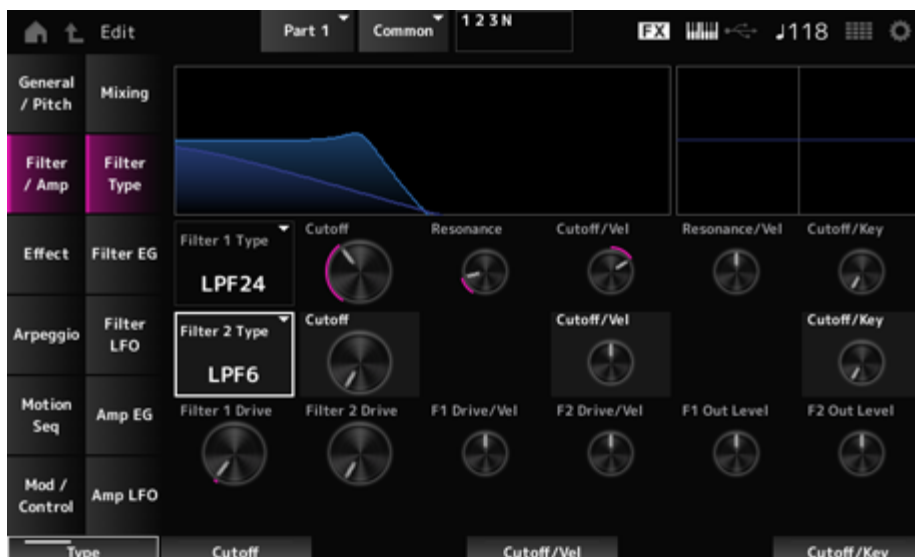 Edit
Part 1
Common
1 2 3 N
FX
♩118
General
/ Pitch
Mixing
Filter
/ Amp
Filter
Type
Effect
Filter EG
Arpeggio
Filter
LFO
Motion
Seq
Amp EG
Mod /
Control
Amp LFO
Filter 1 Type
LPF24
Cutoff
Resonance
Cutoff/Vel
Resonance/Vel
Cutoff/Key
Filter 2 Type
LPF6
Cutoff
Cutoff/Vel
Cutoff/Key
Filter 1 Drive
Filter 2 Drive
F1 Drive/Vel
F2 Drive/Vel
F1 Out Level
F2 Out Level
Type
Cutoff
Cutoff/Vel
Cutoff/Key